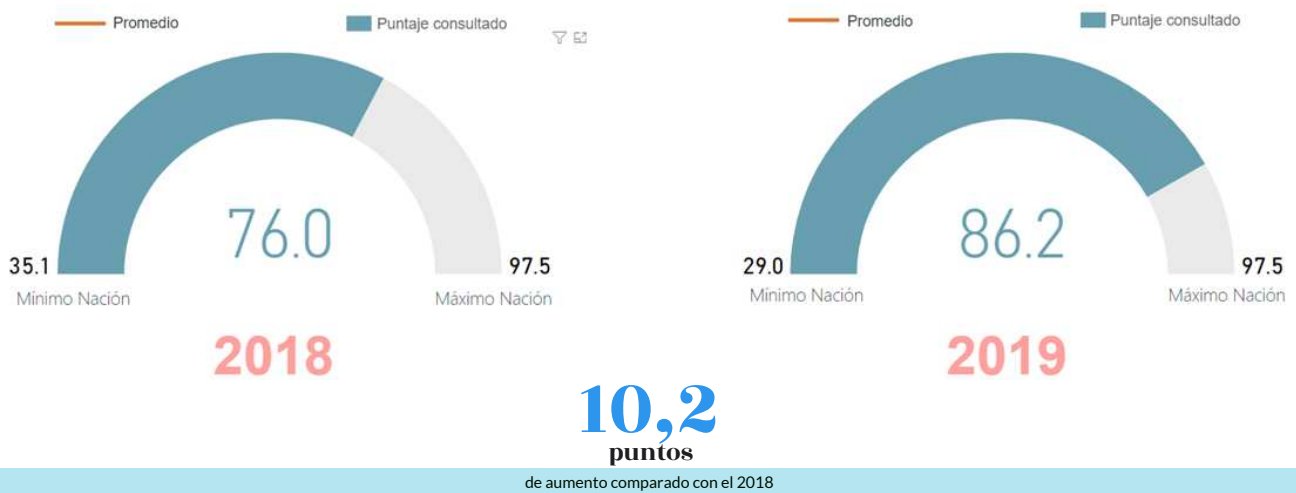 Promedio
Puntaje consultado
76.0
35.1
97.5
Mínimo Nación
Máximo Nación
2018
Promedio
Puntaje consultado
86.2
29.0
97.5
Mínimo Nación
Máximo Nación
2019
10,2
puntos
de aumento comparado con el 2018